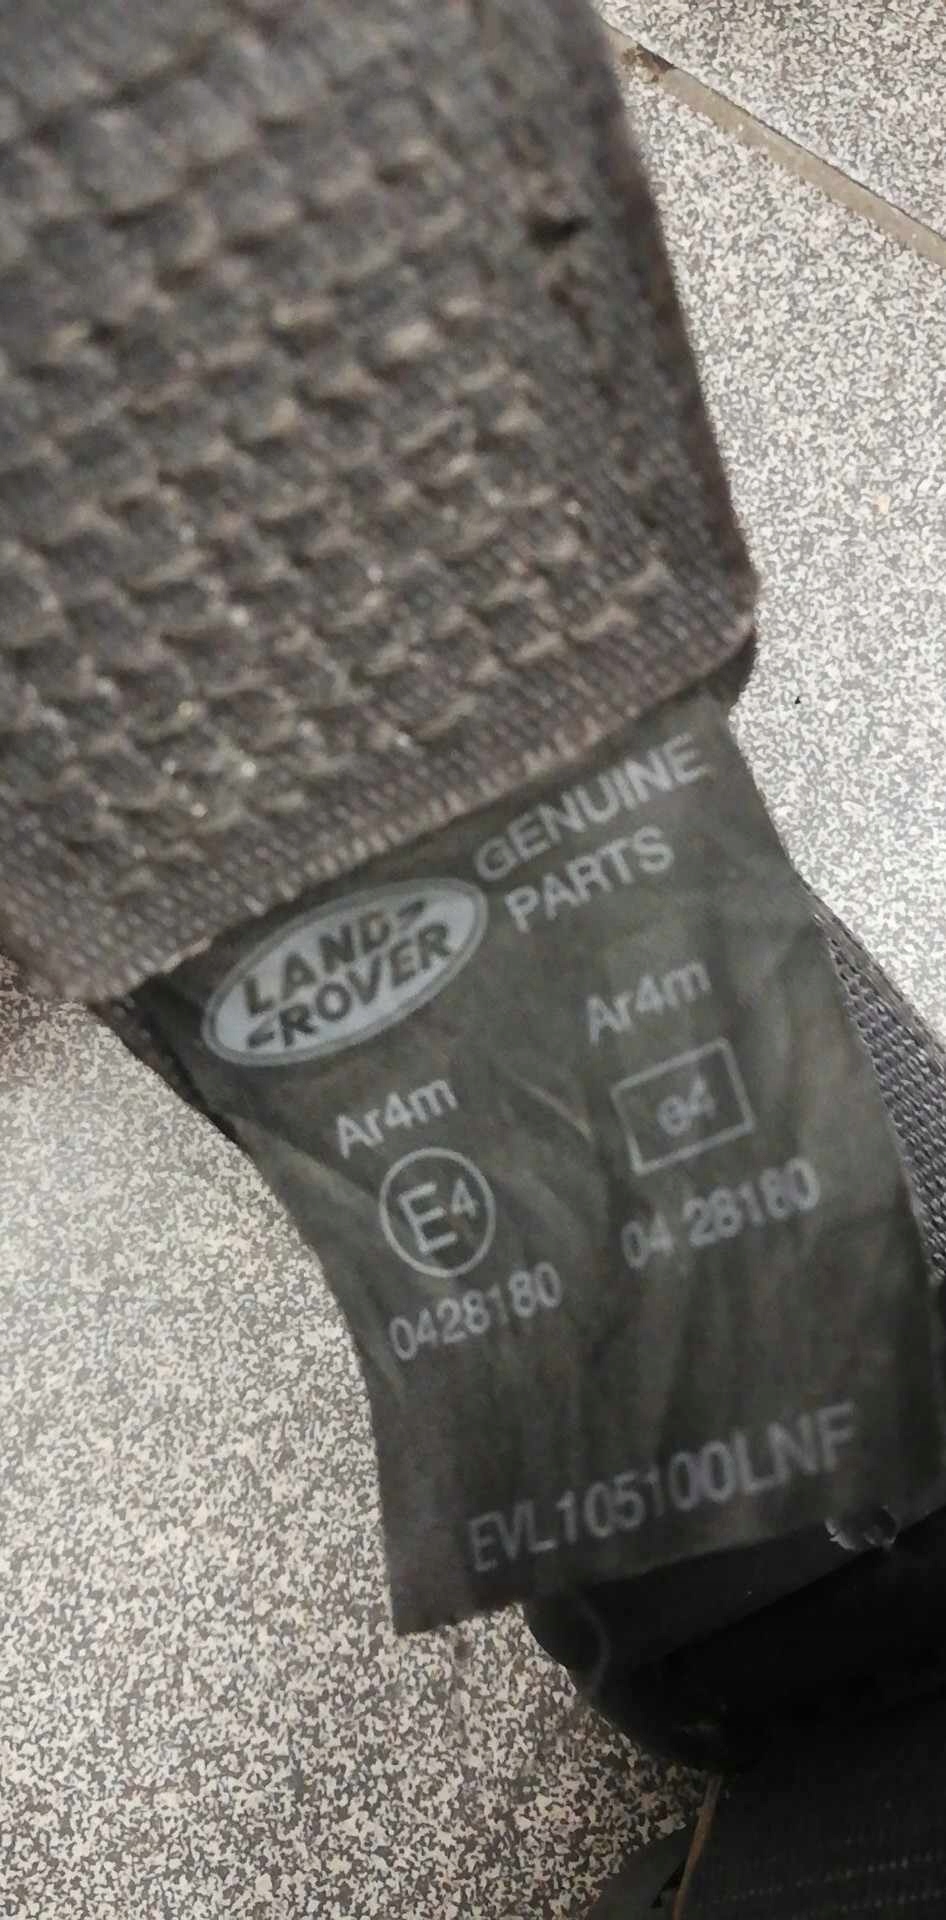 GENUINE
PARTS
LAND
ROVER
Ar4m
E4
0428180
Ar4m
e4
04 28180
EVL105100LNF